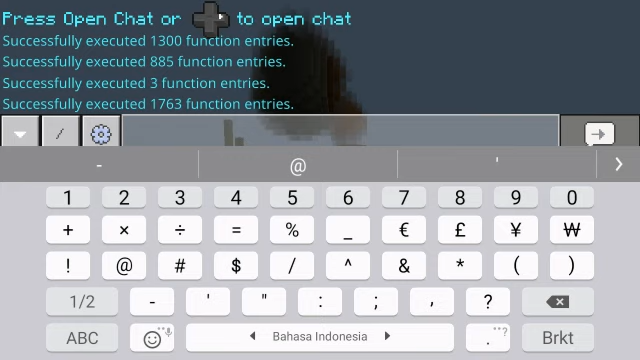 Press Open Chat or to open chat
Successfully executed 1300 function entries.
Successfully executed 885 function entries.
Successfully executed 3 function entries.
Successfully executed 1763 function entries.
/
- @ '
1 2 3 4 5 6 7 8 9 0
+ × ÷ = % _ € £ ¥ ₩
! @ # $ / ^ & * ( )
1/2 - ' " : ; , ?
ABC Bahasa Indonesia . Brkt